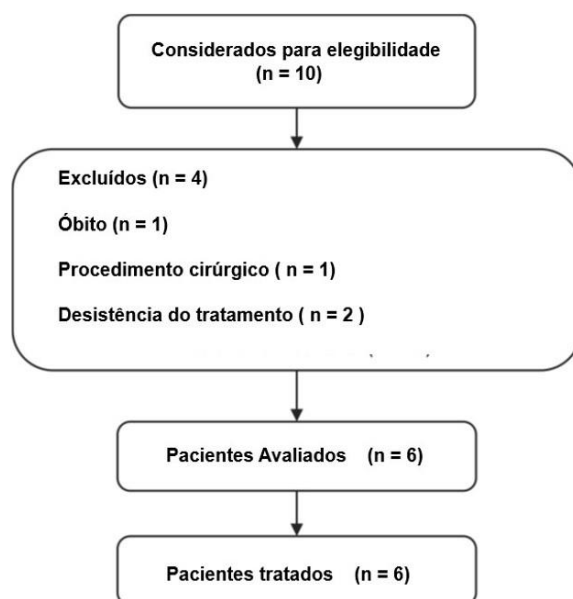 Considerados para elegibilidade
(n = 10)
Excluídos (n = 4)
Óbito (n = 1)
Procedimento cirúrgico ( n = 1)
Desistência do tratamento ( n = 2 )
Pacientes Avaliados (n = 6)
Pacientes tratados (n = 6)